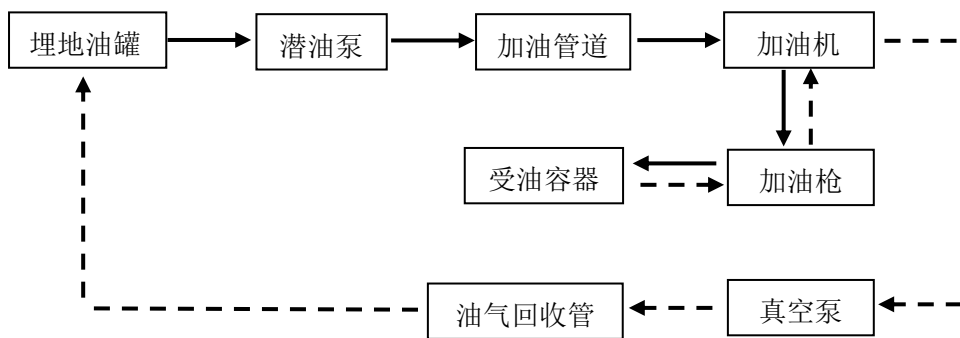 埋地油罐
潜油泵
加油管道
加油机
受油容器
加油枪
油气回收管
真空泵